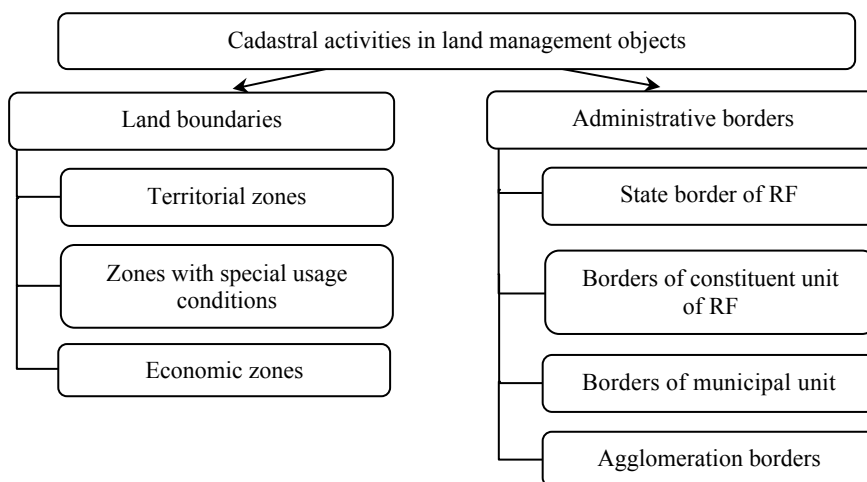 Cadastral activities in land management objects
Land boundaries
Territorial zones
Zones with special usage
conditions
Economic zones
Administrative borders
State border of RF
Borders of constituent unit
of RF
Borders of municipal unit
Agglomeration borders